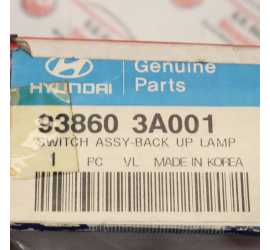 HYUNDAI
Genuine
Parts
93860 3A001
SWITCH ASSY-BACK UP LAMP
1 PC VL MADE IN KOREA